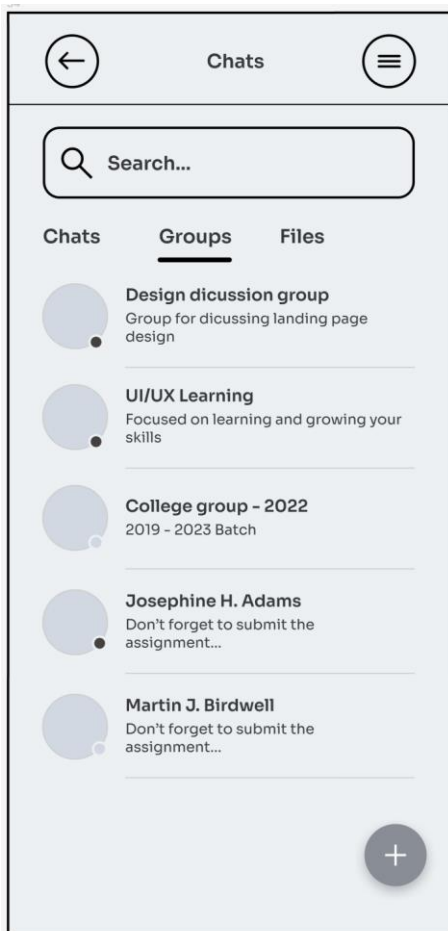 Chats
Search...
Chats Groups Files
Design dicussion group
Group for dicussing landing page
design
UI/UX Learning
Focused on learning and growing your
skills
College group - 2022
2019 - 2023 Batch
Josephine H. Adams
Don't forget to submit the
assignment...
Martin J. Birdwell
Don't forget to submit the
assignment...
+